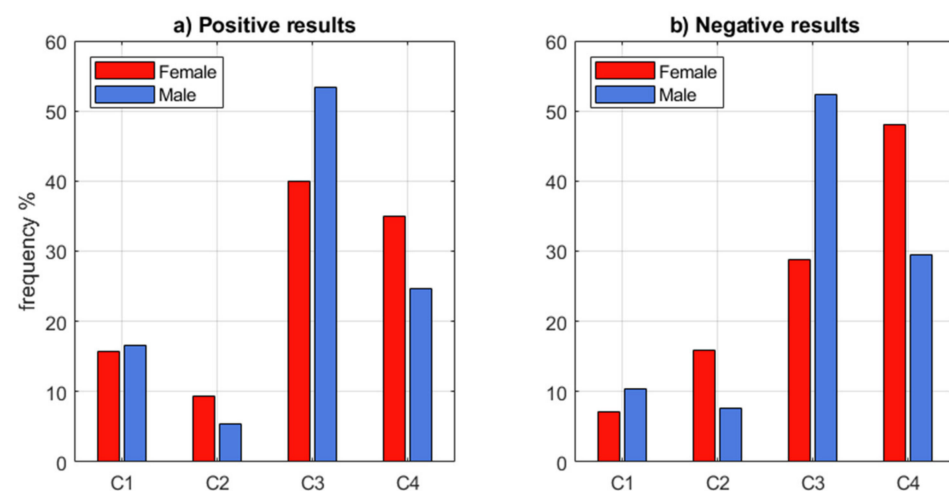 a) Positive results
60
50
40
30
20
10
0
frequency %
Female
Male
C1 C2 C3 C4
b) Negative results
60
50
40
30
20
10
0
Female
Male
C1 C2 C3 C4